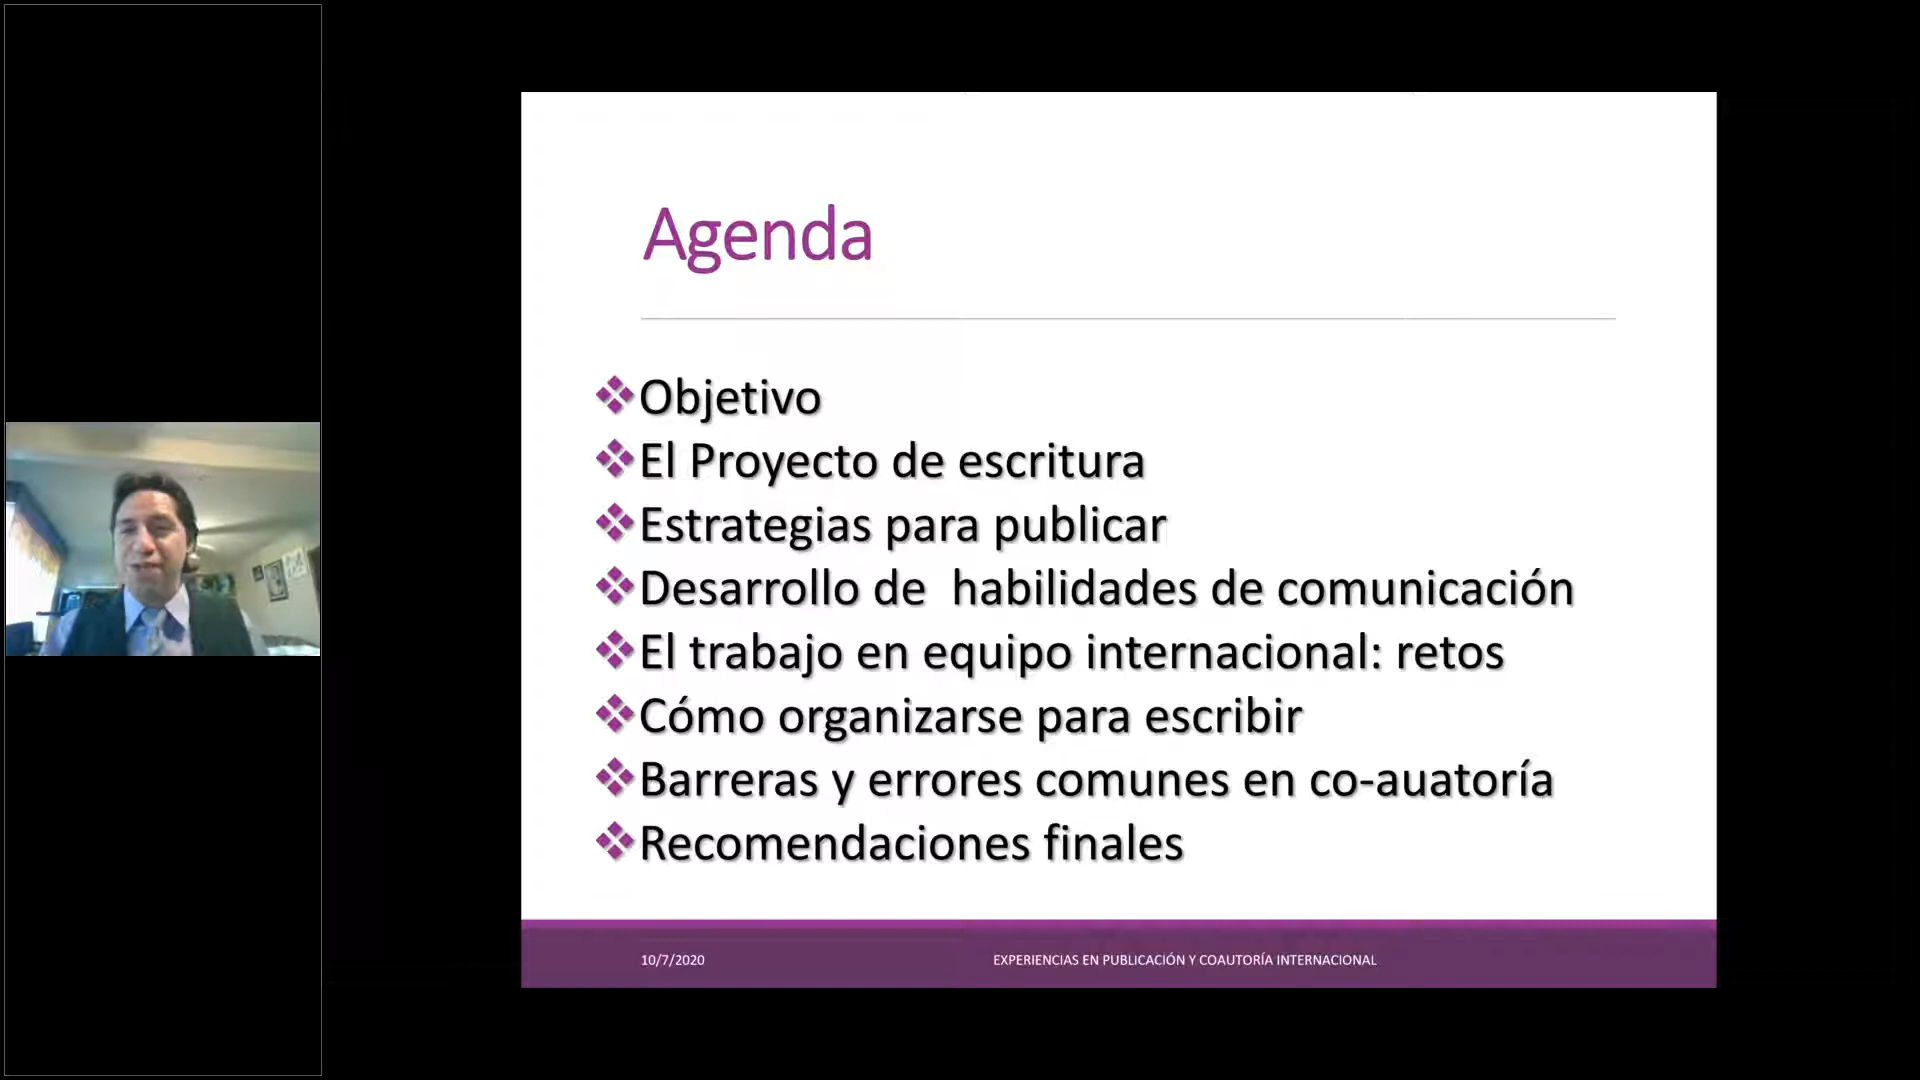 Agenda
Objetivo
El Proyecto de escritura
Estrategias para publicar
Desarrollo de  habilidades de comunicación
El trabajo en equipo internacional: retos
Cómo organizarse para escribir
Barreras y errores comunes en co-auatoría
Recomendaciones finales
10/7/2020
EXPERIENCIAS EN PUBLICACIÓN Y COAUTORÍA INTERNACIONAL